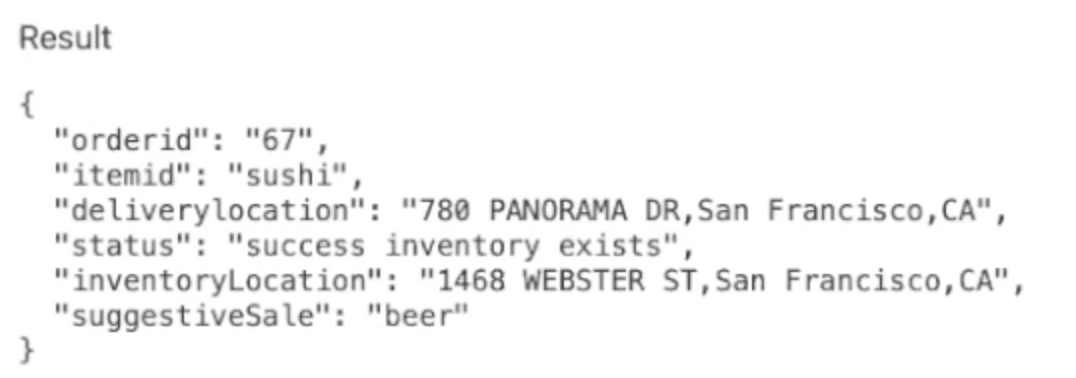 Result
{
"orderid": "67",
"itemid": "sushi",
"deliverylocation": "780 PANORAMA DR,San Francisco,CA",
"status": "success inventory exists",
"inventoryLocation": "1468 WEBSTER ST,San Francisco,CA",
"suggestiveSale": "beer"
}